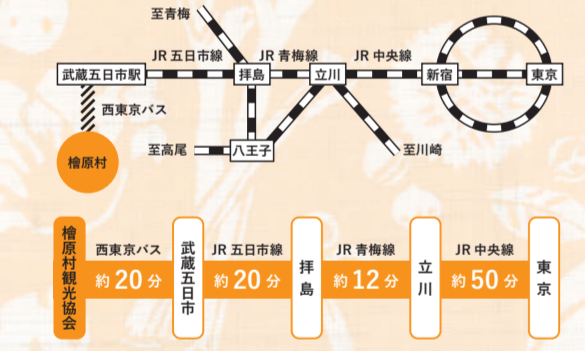 至青梅
JR 五日市線
JR 青梅線
JR 中央線
武蔵五日市駅
拝島
立川
新宿
東京
西東京バス
檜原村
至高尾
八王子
至川崎
檜原村観光協会
西東京バス
約20分
武蔵五日市
JR 五日市線
約20分
拝島
JR 青梅線
約12分
立川
JR 中央線
約50分
東京